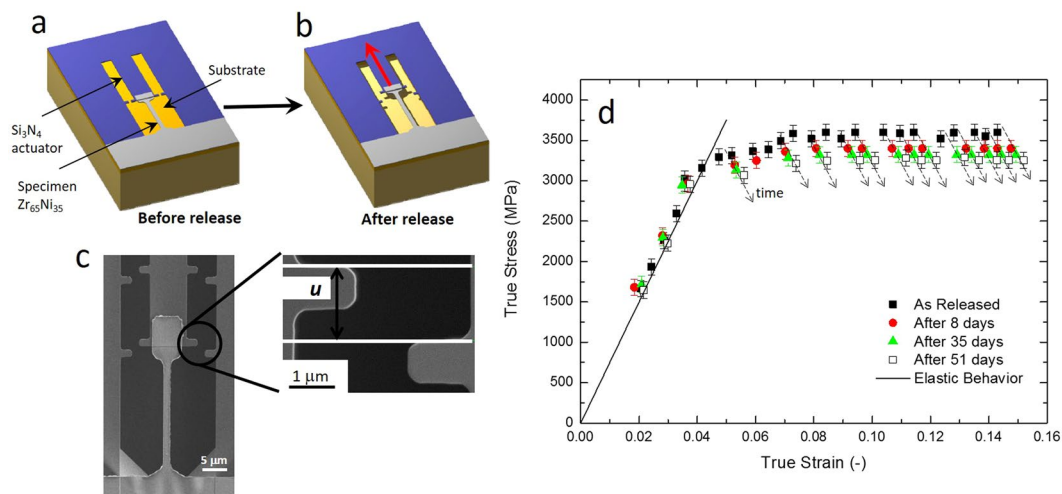 a
b
Substrate
Si3N4
actuator
Specimen
Zr65Ni35
Before release
After release
c
u
1 μm
5 μm
d
True Stress (MPa)
4000
3500
3000
2500
2000
1500
1000
500
0
time
As Released
After 8 days
After 35 days
After 51 days
Elastic Behavior
0.00 0.02 0.04 0.06 0.08 0.10 0.12 0.14 0.16
True Strain (-)